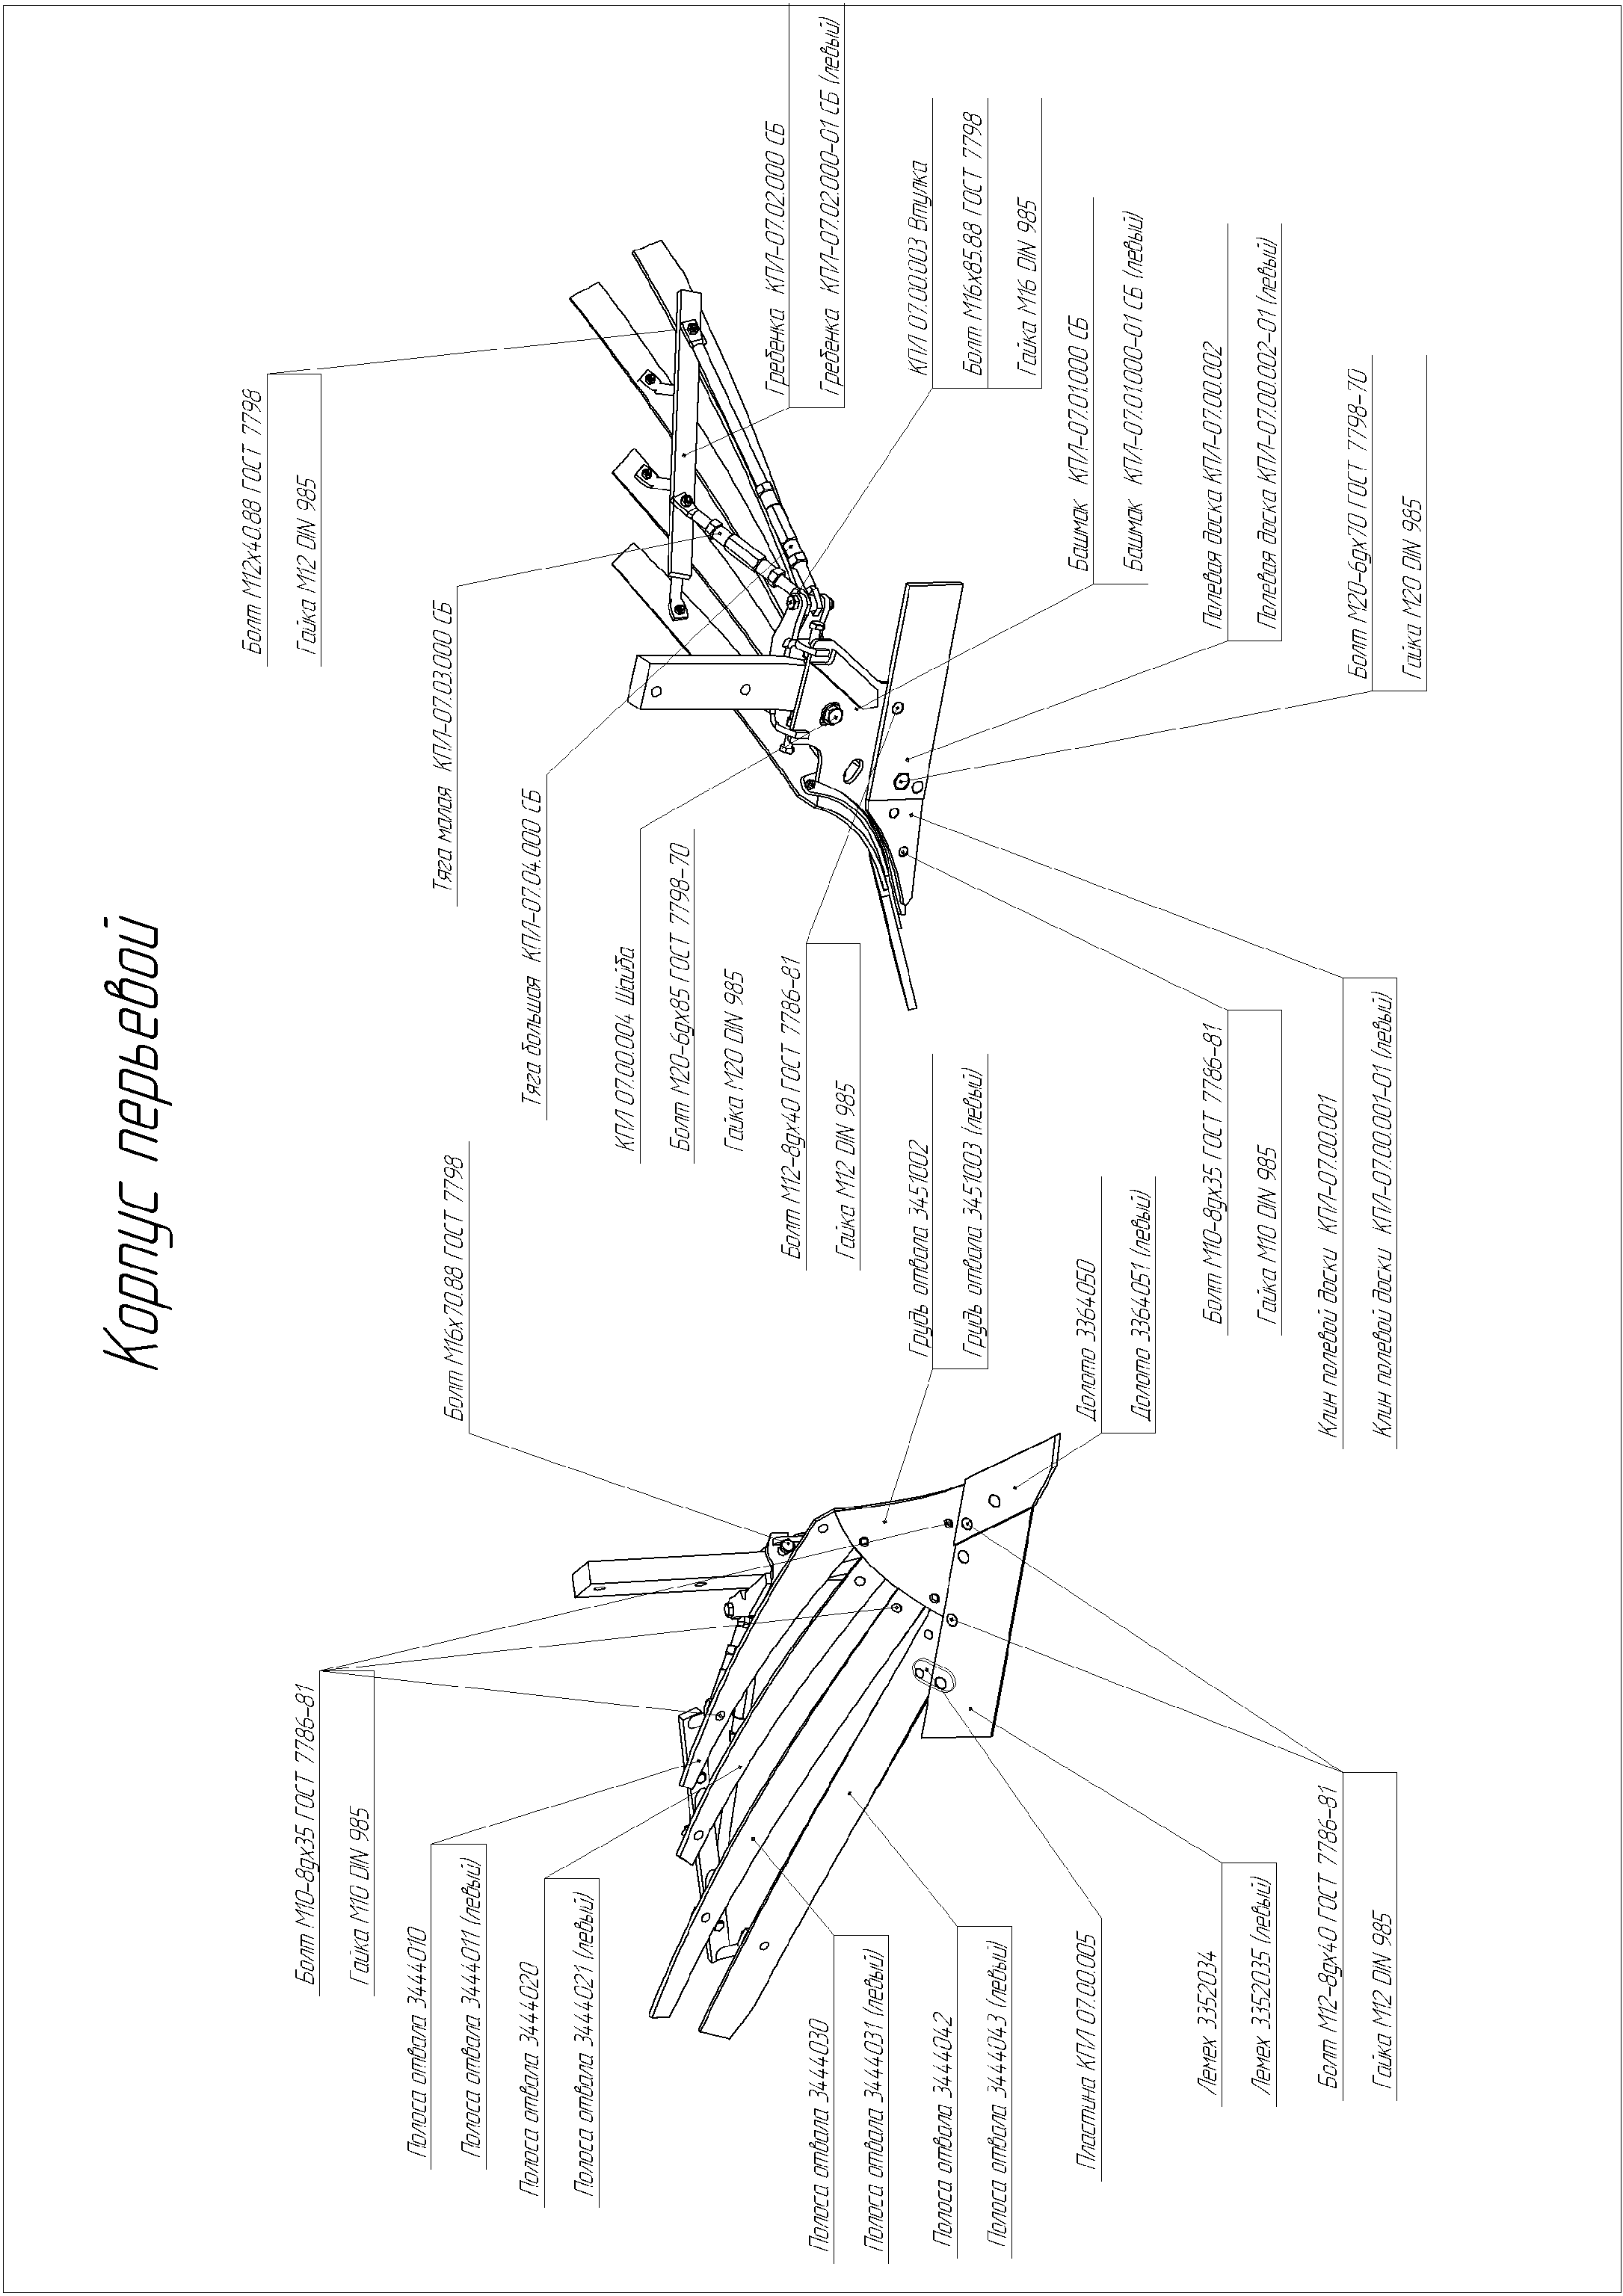 Корпус перьевой
Болт М10-8gх35 ГОСТ 7786-81
Гайка М10 DIN 985
Полоса отвала 3444010
Полоса отвала 3444011 (левый)
Полоса отвала 3444020
Полоса отвала 3444021 (левый)
Полоса отвала 3444030
Полоса отвала 3444031 (левый)
Полоса отвала 3444042
Полоса отвала 3444043 (левый)
Пластина КПЛ 07.00.005
Лемех 3352034
Лемех 3352035 (левый)
Болт М12-8gх40 ГОСТ 7786-81
Гайка М12 DIN 985
Болт М16х70.88 ГОСТ 7798
Грудь отвала 3451002
Грудь отвала 3451003 (левый)
Долото 3364050
Долото 3364051 (левый)
Болт М12х40.88 ГОСТ 7798
Гайка М12 DIN 985
Тяга малая КПЛ-07.03.000 СБ
Тяга большая КПЛ-07.04.000 СБ
КПЛ 07.00.004 Шайба
Болт М20-6gх85 ГОСТ 7798-70
Гайка М20 DIN 985
Болт М12-8gх40 ГОСТ 7786-81
Гайка М12 DIN 985
Болт М10-8gх35 ГОСТ 7786-81
Гайка М10 DIN 985
Клин полевой доски КПЛ-07.00.001
Клин полевой доски КПЛ-07.00.001-01 (левый)
Гребенка КПЛ-07.02.000 СБ
Гребенка КПЛ-07.02.000-01 СБ (левый)
КПЛ 07.00.003 Втулка
Болт М16х85.88 ГОСТ 7798
Гайка М16 DIN 985
Башмак КПЛ-07.01.000 СБ
Башмак КПЛ-07.01.000-01 СБ (левый)
Полевая доска КПЛ-07.00.002
Полевая доска КПЛ-07.00.002-01 (левый)
Болт М20-6gх70 ГОСТ 7798-70
Гайка М20 DIN 985